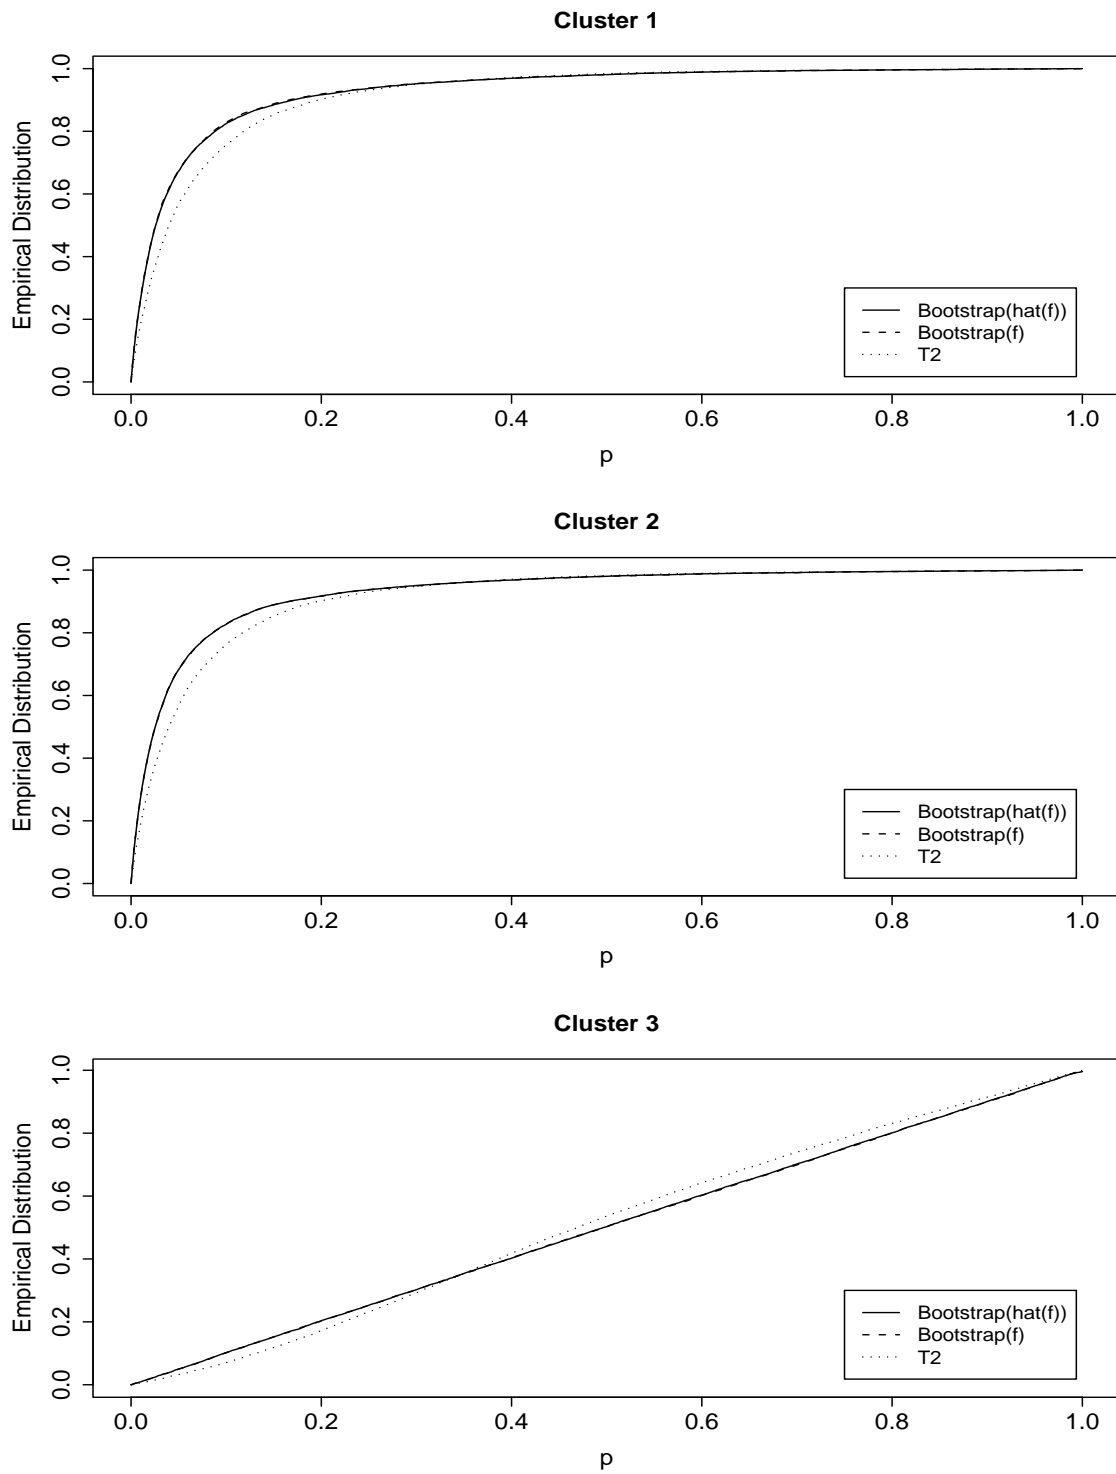 Cluster 1
Empirical Distribution
1.0
0.8
0.6
0.4
0.2
0.0
Bootstrap(hat(f))
Bootstrap(f)
T2
0.0 0.2 0.4 0.6 0.8 1.0
p
Cluster 2
Empirical Distribution
1.0
0.8
0.6
0.4
0.2
0.0
Bootstrap(hat(f))
Bootstrap(f)
T2
0.0 0.2 0.4 0.6 0.8 1.0
p
Cluster 3
Empirical Distribution
1.0
0.8
0.6
0.4
0.2
0.0
Bootstrap(hat(f))
Bootstrap(f)
T2
0.0 0.2 0.4 0.6 0.8 1.0
p